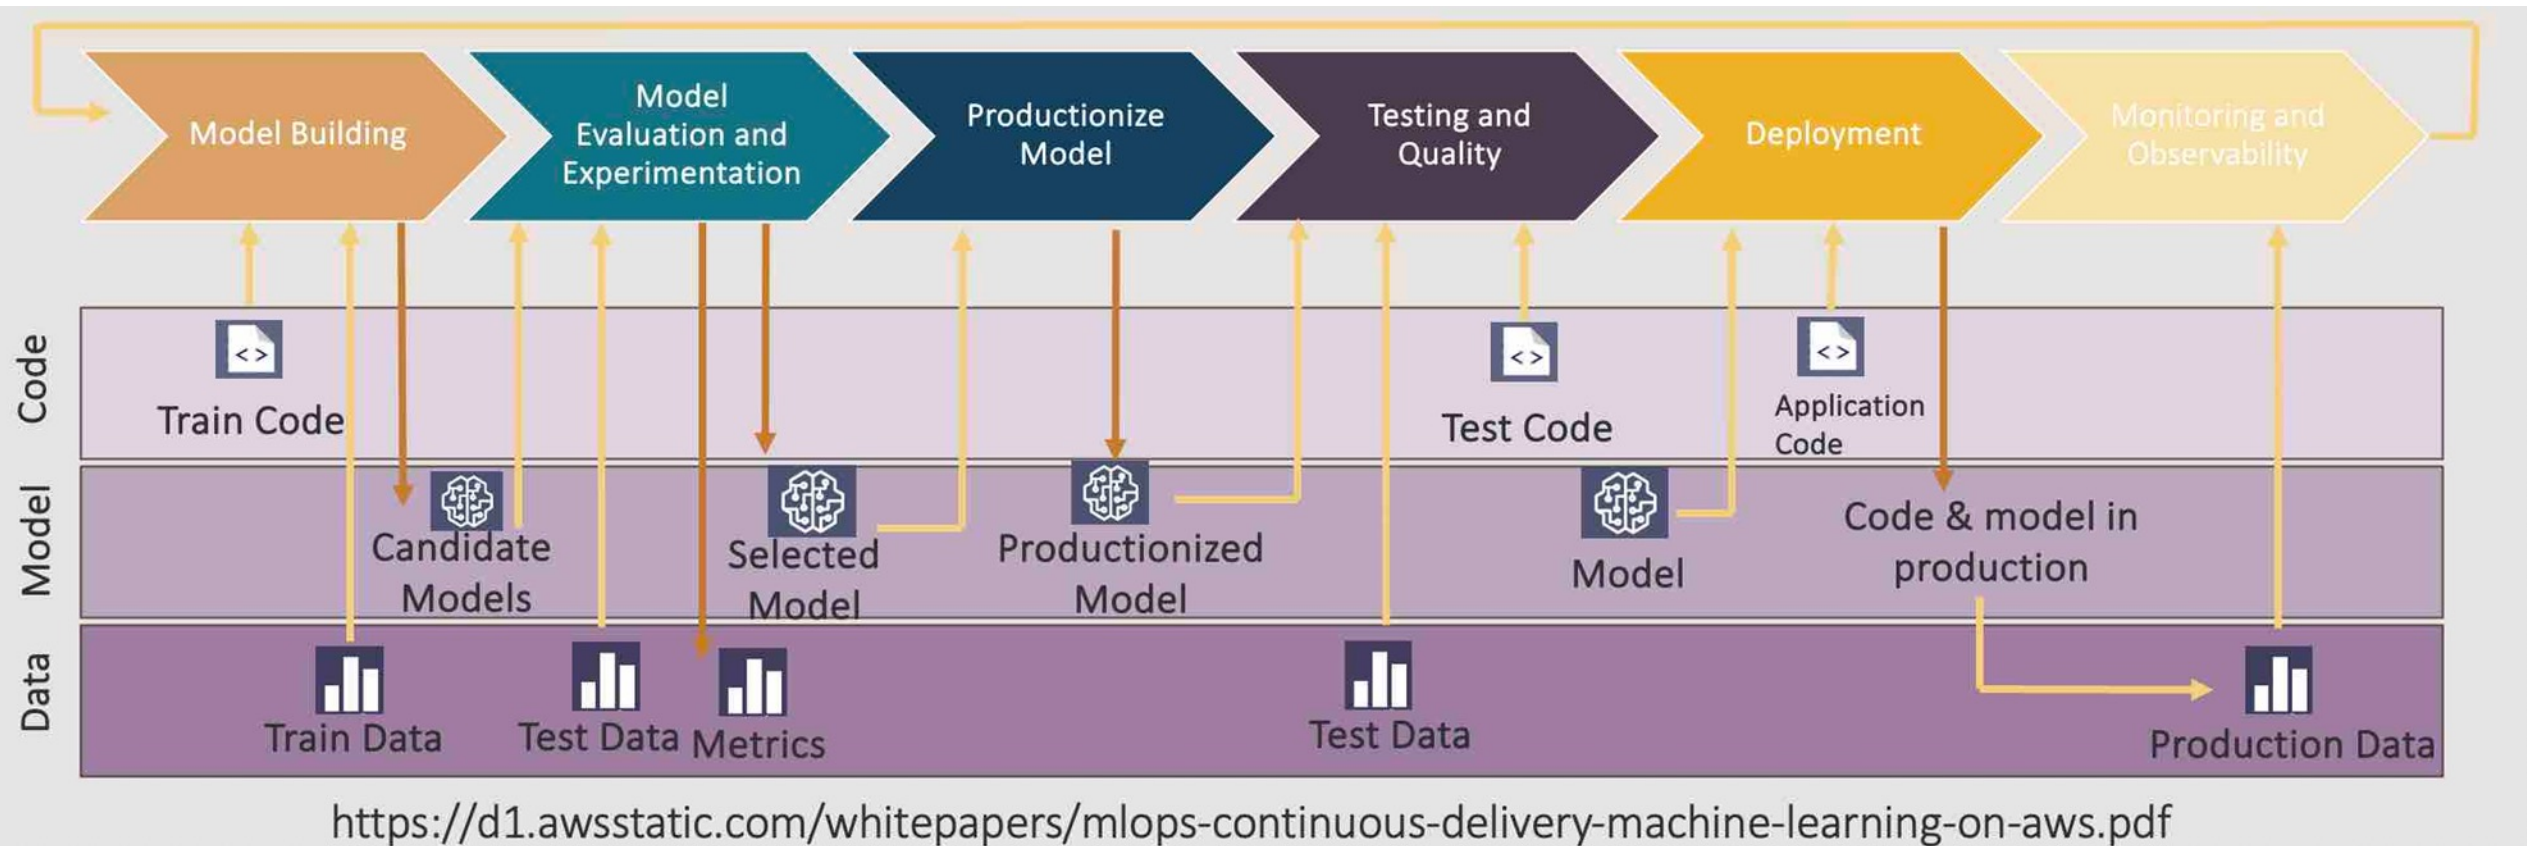 Model Building
Model
Evaluation and
Experimentation
Productionize
Model
Testing and
Quality
Deployment
Monitoring and
Observability
Code
< >
Train Code
< >
Test Code
< >
Application
Code
Model
Candidate
Models
Selected
Model
Productionized
Model
Model
Code & model in
production
Data
Train Data
Test Data
Metrics
Test Data
Production Data
https://d1.awsstatic.com/whitepapers/mlops-continuous-delivery-machine-learning-on-aws.pdf